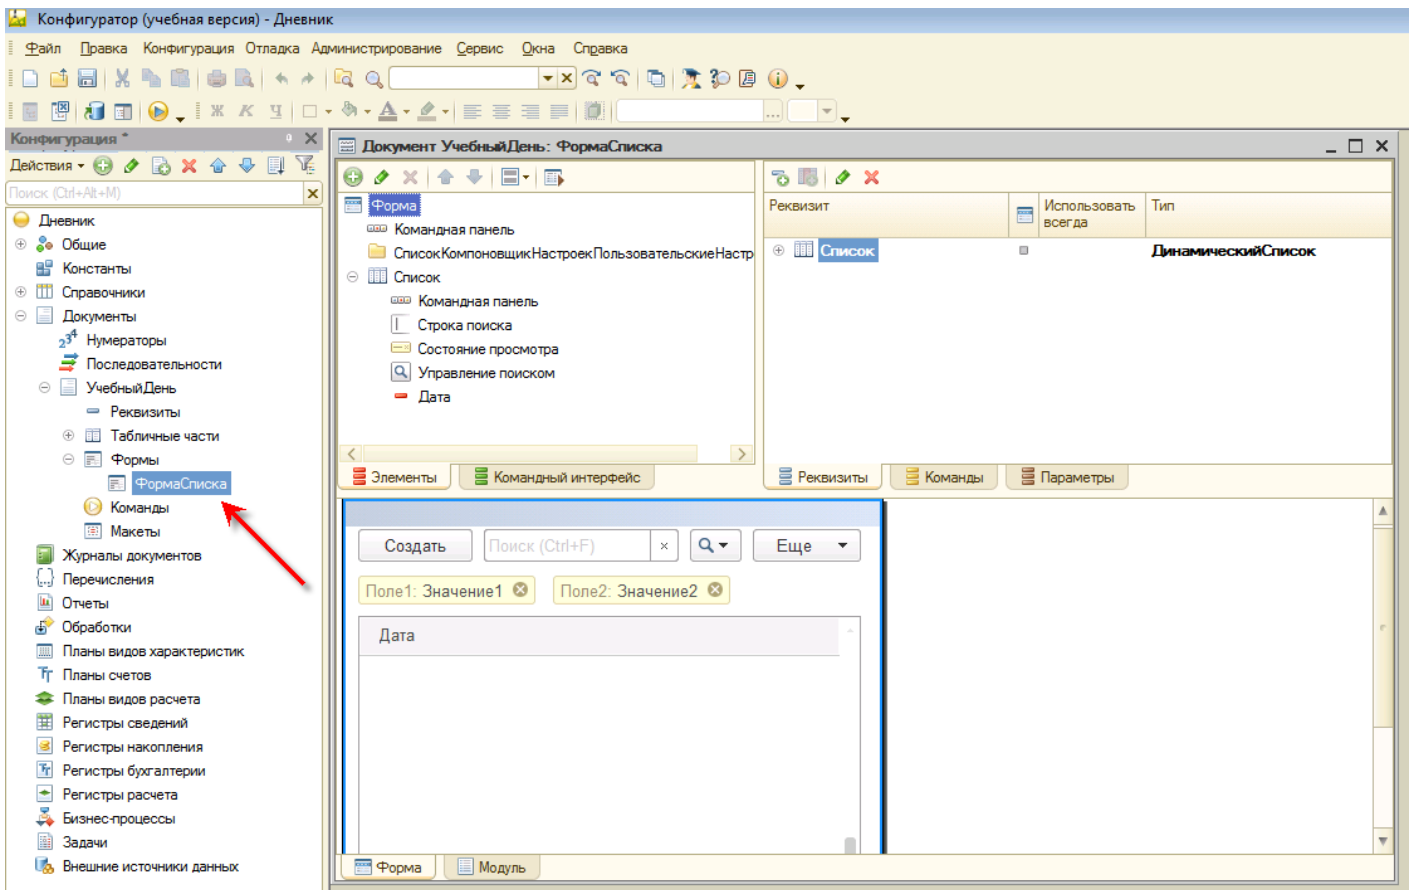 Конфигуратор (учебная версия) - Дневник
Файл Правка Конфигурация Отладка Администрирование Сервис Окна Справка
Ж К Ч
Конфигурация *
Действия
Поиск (Ctrl+Alt+M)
Дневник
Общие
Константы
Справочники
Документы
Нумераторы
Последовательности
УчебныйДень
Реквизиты
Табличные части
Формы
ФормаСписка
Команды
Макеты
Журналы документов
Перечисления
Отчеты
Обработки
Планы видов характеристик
Планы счетов
Планы видов расчета
Регистры сведений
Регистры накопления
Регистры бухгалтерии
Регистры расчета
Бизнес-процессы
Задачи
Внешние источники данных
Документ УчебныйДень: ФормаСписка
Форма
Командная панель
СписокКомпоновщикНастроекПользовательскиеНастр
Список
Командная панель
Строка поиска
Состояние просмотра
Управление поиском
Дата
Элементы Командный интерфейс
Реквизит Использовать всегда Тип
Список ДинамическийСписок
Реквизиты Команды Параметры
Создать Поиск (Ctrl+F) Еще
Поле1: Значение1 Поле2: Значение2
Дата
Форма Модуль